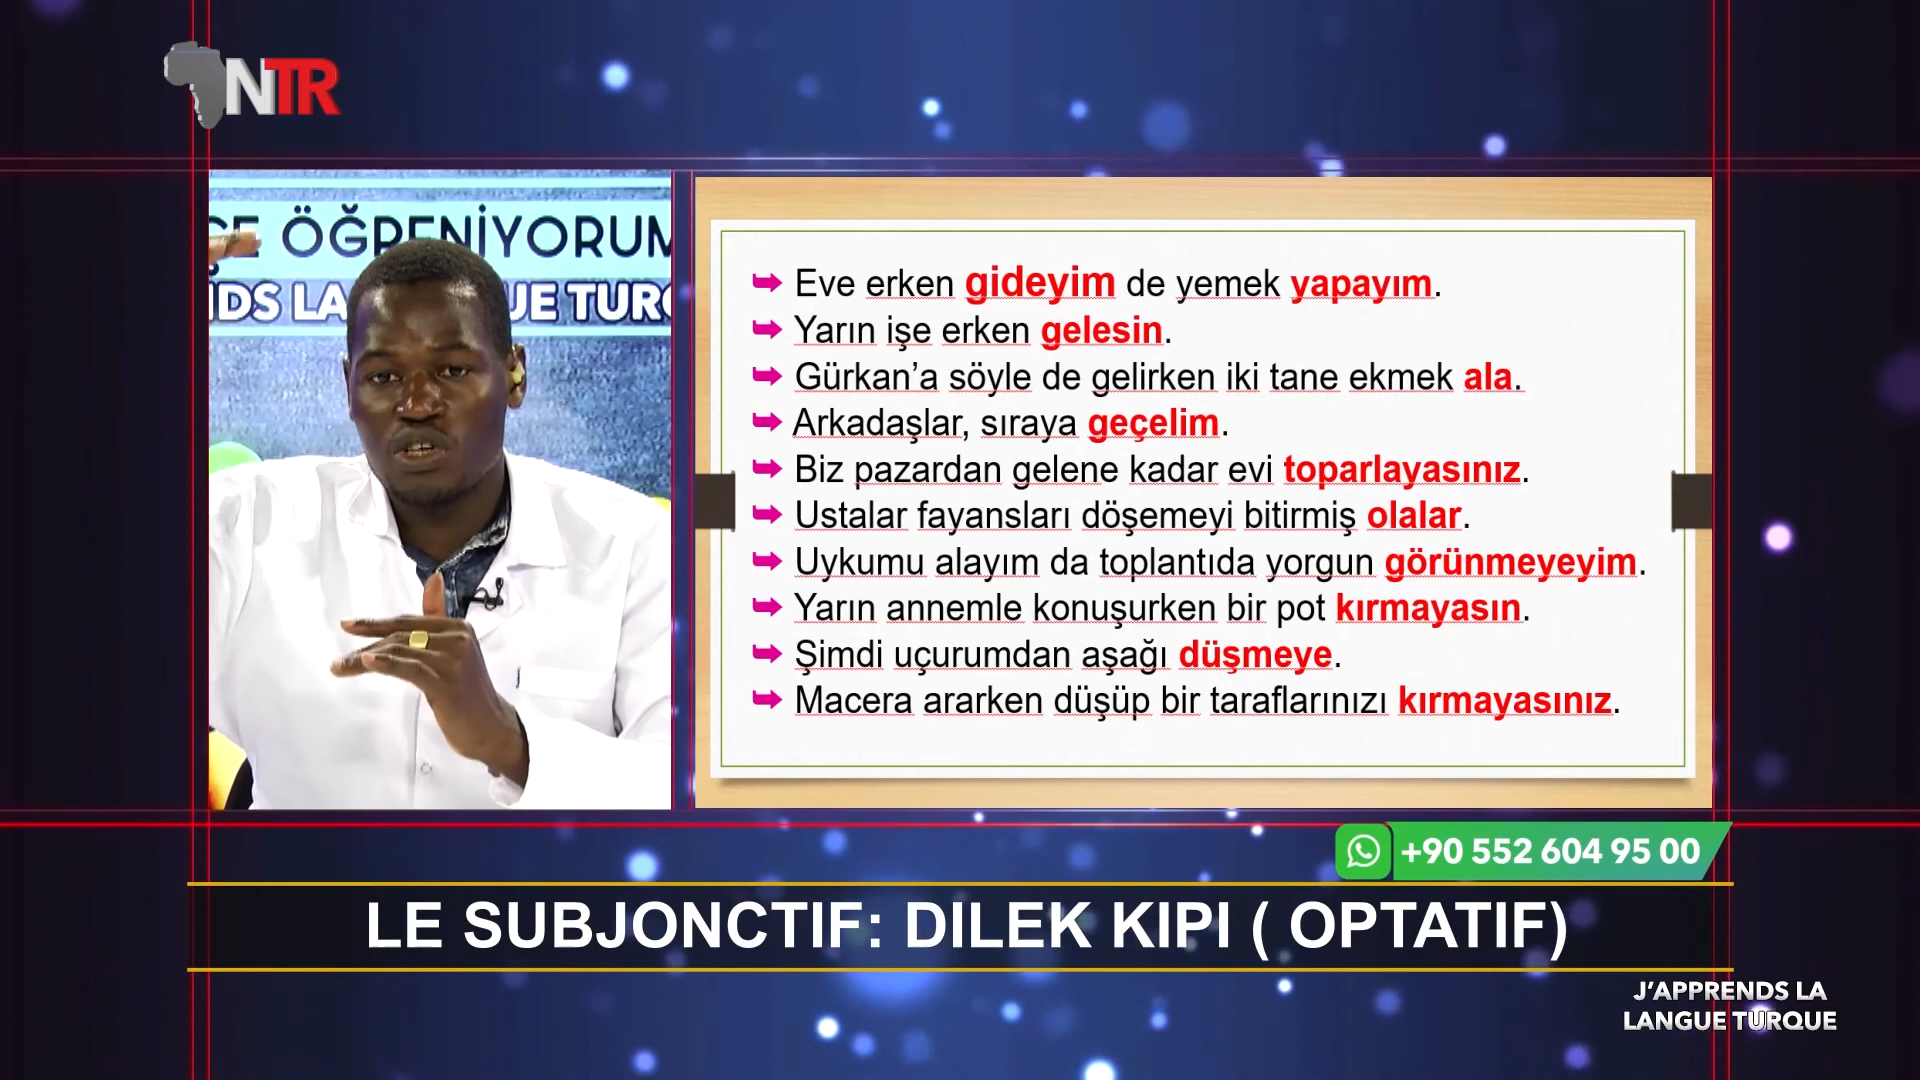 NTR
ÖĞRENİYORUM
NDS LANGUE TURQ
Eve erken gideyim de yemek yapayım.
Yarın işe erken gelesin.
Gürkan’a söyle de gelirken iki tane ekmek ala.
Arkadaşlar, sıraya geçelim.
Biz pazardan gelene kadar evi toparlayasınız.
Ustalar fayansları döşemeyi bitirmiş olalar.
Uykumu alayım da toplantıda yorgun görünmeyeyim.
Yarın annemle konuşurken bir pot kırmayasın.
Şimdi uçurumdan aşağı düşmeye.
Macera ararken düşüp bir taraflarınızı kırmayasınız.
+90 552 604 95 00
LE SUBJONCTIF: DILEK KIPI ( OPTATIF)
J’APPRENDS LA
LANGUE TURQUE